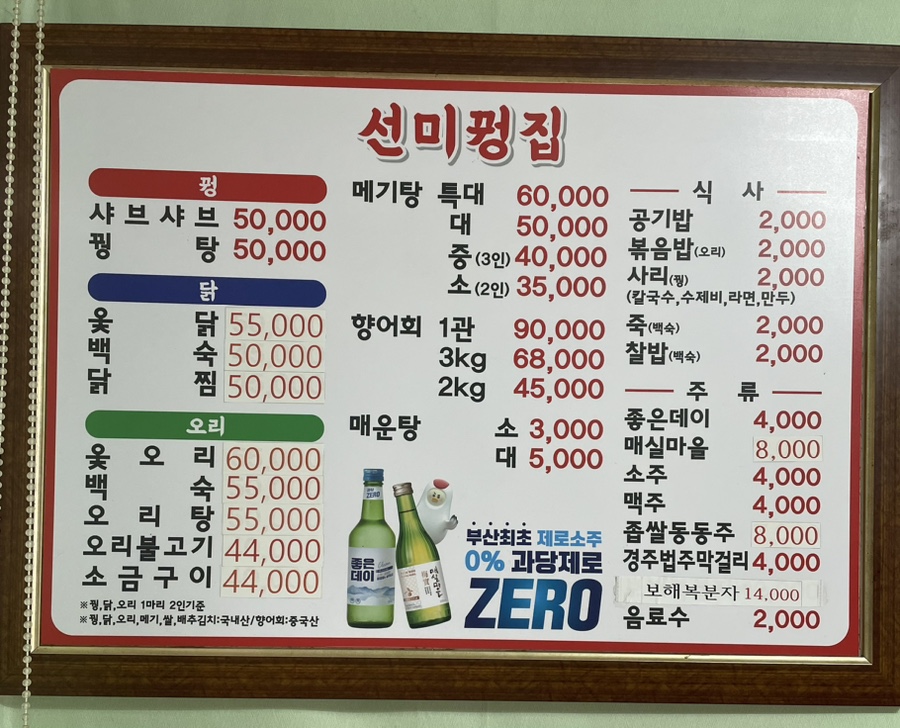 선미꿩집
꿩
샤브샤브 50,000
꿩탕 50,000
닭
옻닭 55,000
백숙 50,000
닭찜 50,000
오리
옻오리 60,000
백숙 55,000
오리탕 55,000
오리불고기 44,000
소금구이 44,000
※꿩,닭,오리 1마리 2인기준
※꿩,닭,오리,메기,쌀,배추김치:국내산/향어회:중국산
메기탕 특대 60,000
대 50,000
중(3인) 40,000
소(2인) 35,000
향어회 1관 90,000
3kg 68,000
2kg 45,000
매운탕 소 3,000
대 5,000
ZERO
좋은
데이
부산최초 제로소주
0% 과당제로
ZERO
식 사
공기밥 2,000
볶음밥(오리) 2,000
사리(꿩) 2,000
(칼국수,수제비,라면,만두)
죽(백숙) 2,000
찰밥(백숙) 2,000
주 류
좋은데이 4,000
매실마을 8,000
소주 4,000
맥주 4,000
좁쌀동동주 8,000
경주법주막걸리 4,000
보해복분자 14,000
음료수 2,000